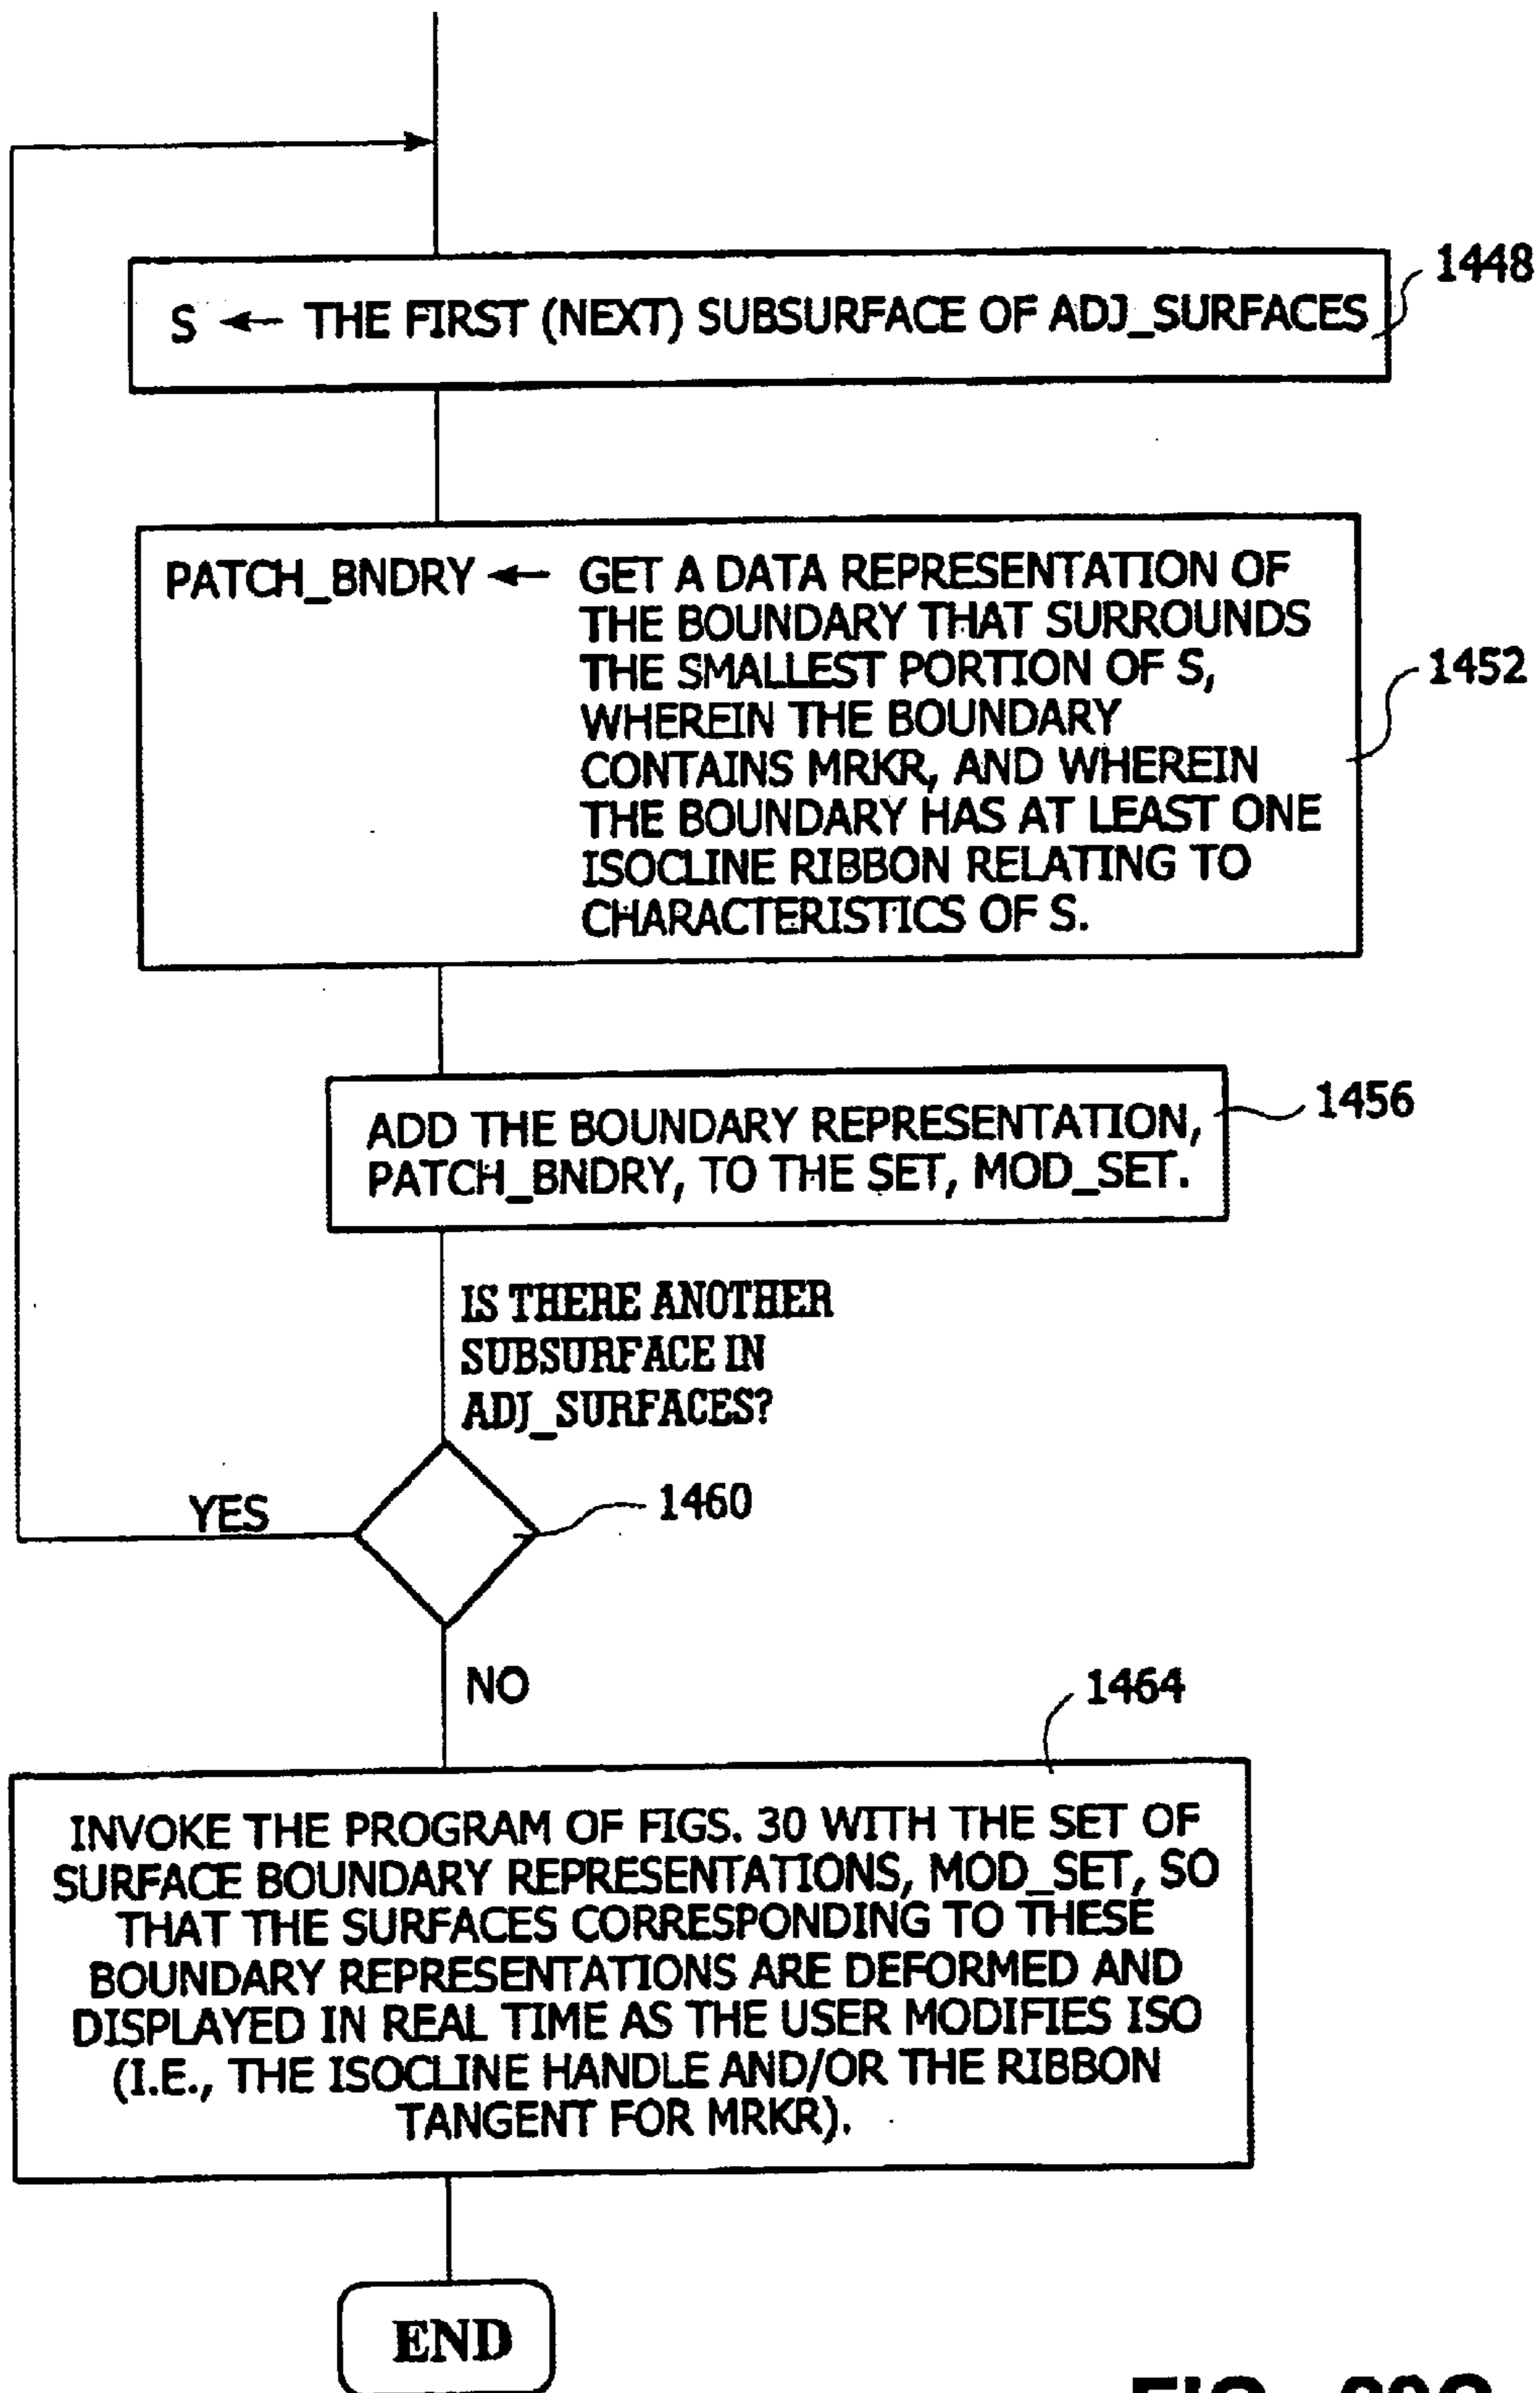 1448
S ← THE FIRST (NEXT) SUBSURFACE OF ADJ_SURFACES
PATCH_BNDRY ← GET A DATA REPRESENTATION OF
THE BOUNDARY THAT SURROUNDS
THE SMALLEST PORTION OF S,
WHEREIN THE BOUNDARY
CONTAINS MRKR, AND WHEREIN
THE BOUNDARY HAS AT LEAST ONE
ISOCLINE RIBBON RELATING TO
CHARACTERISTICS OF S.
1452
ADD THE BOUNDARY REPRESENTATION,
PATCH_BNDRY, TO THE SET, MOD_SET.
1456
IS THERE ANOTHER
SUBSURFACE IN
ADJ_SURFACES?
YES
1460
NO
1464
INVOKE THE PROGRAM OF FIGS. 30 WITH THE SET OF
SURFACE BOUNDARY REPRESENTATIONS, MOD_SET, SO
THAT THE SURFACES CORRESPONDING TO THESE
BOUNDARY REPRESENTATIONS ARE DEFORMED AND
DISPLAYED IN REAL TIME AS THE USER MODIFIES ISO
(I.E., THE ISOCLINE HANDLE AND/OR THE RIBBON
TANGENT FOR MRKR).
END
FIG.